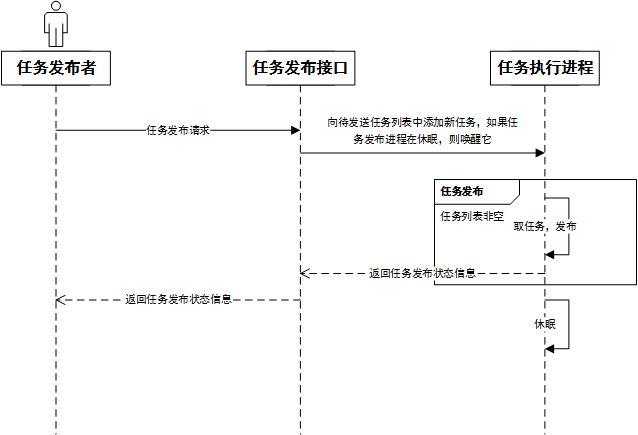 任务发布者
任务发布接口
任务执行进程
任务发布请求
向待发送任务列表中添加新任务，如果任
务发布进程在休眠，则唤醒它
任务发布
任务列表非空
取任务，发布
返回任务发布状态信息
返回任务发布状态信息
休眠